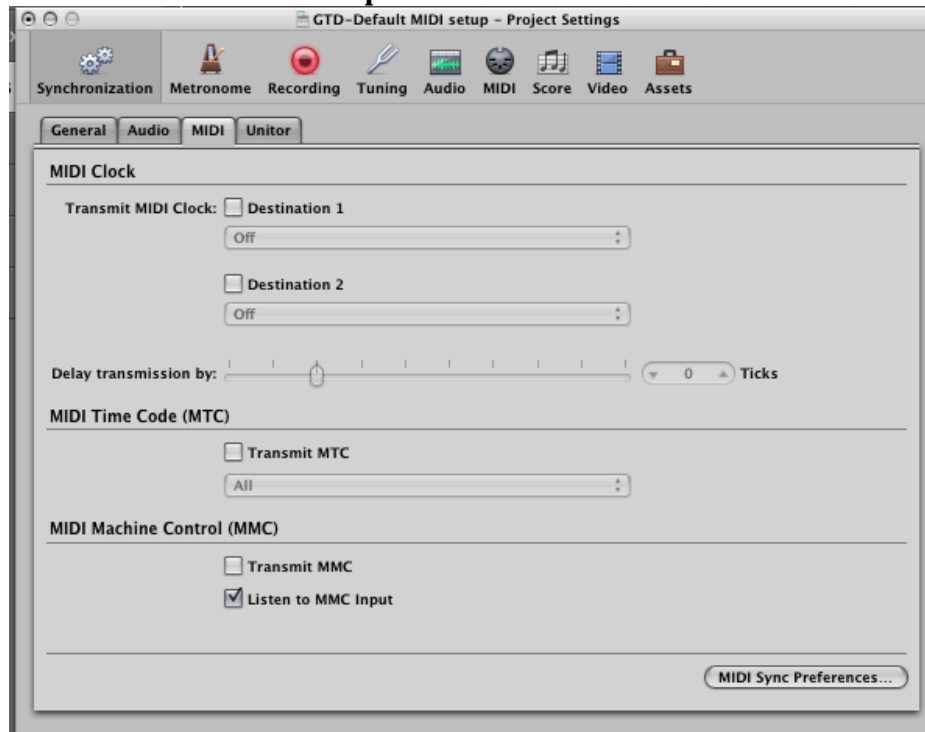 GTD-Default MIDI setup - Project Settings
Synchronization Metronome Recording Tuning Audio MIDI Score Video Assets
General Audio MIDI Unitor
MIDI Clock
Transmit MIDI Clock: Destination 1
Off
Destination 2
Off
Delay transmission by: 0 Ticks
MIDI Time Code (MTC)
Transmit MTC
All
MIDI Machine Control (MMC)
Transmit MMC
Listen to MMC Input
MIDI Sync Preferences...